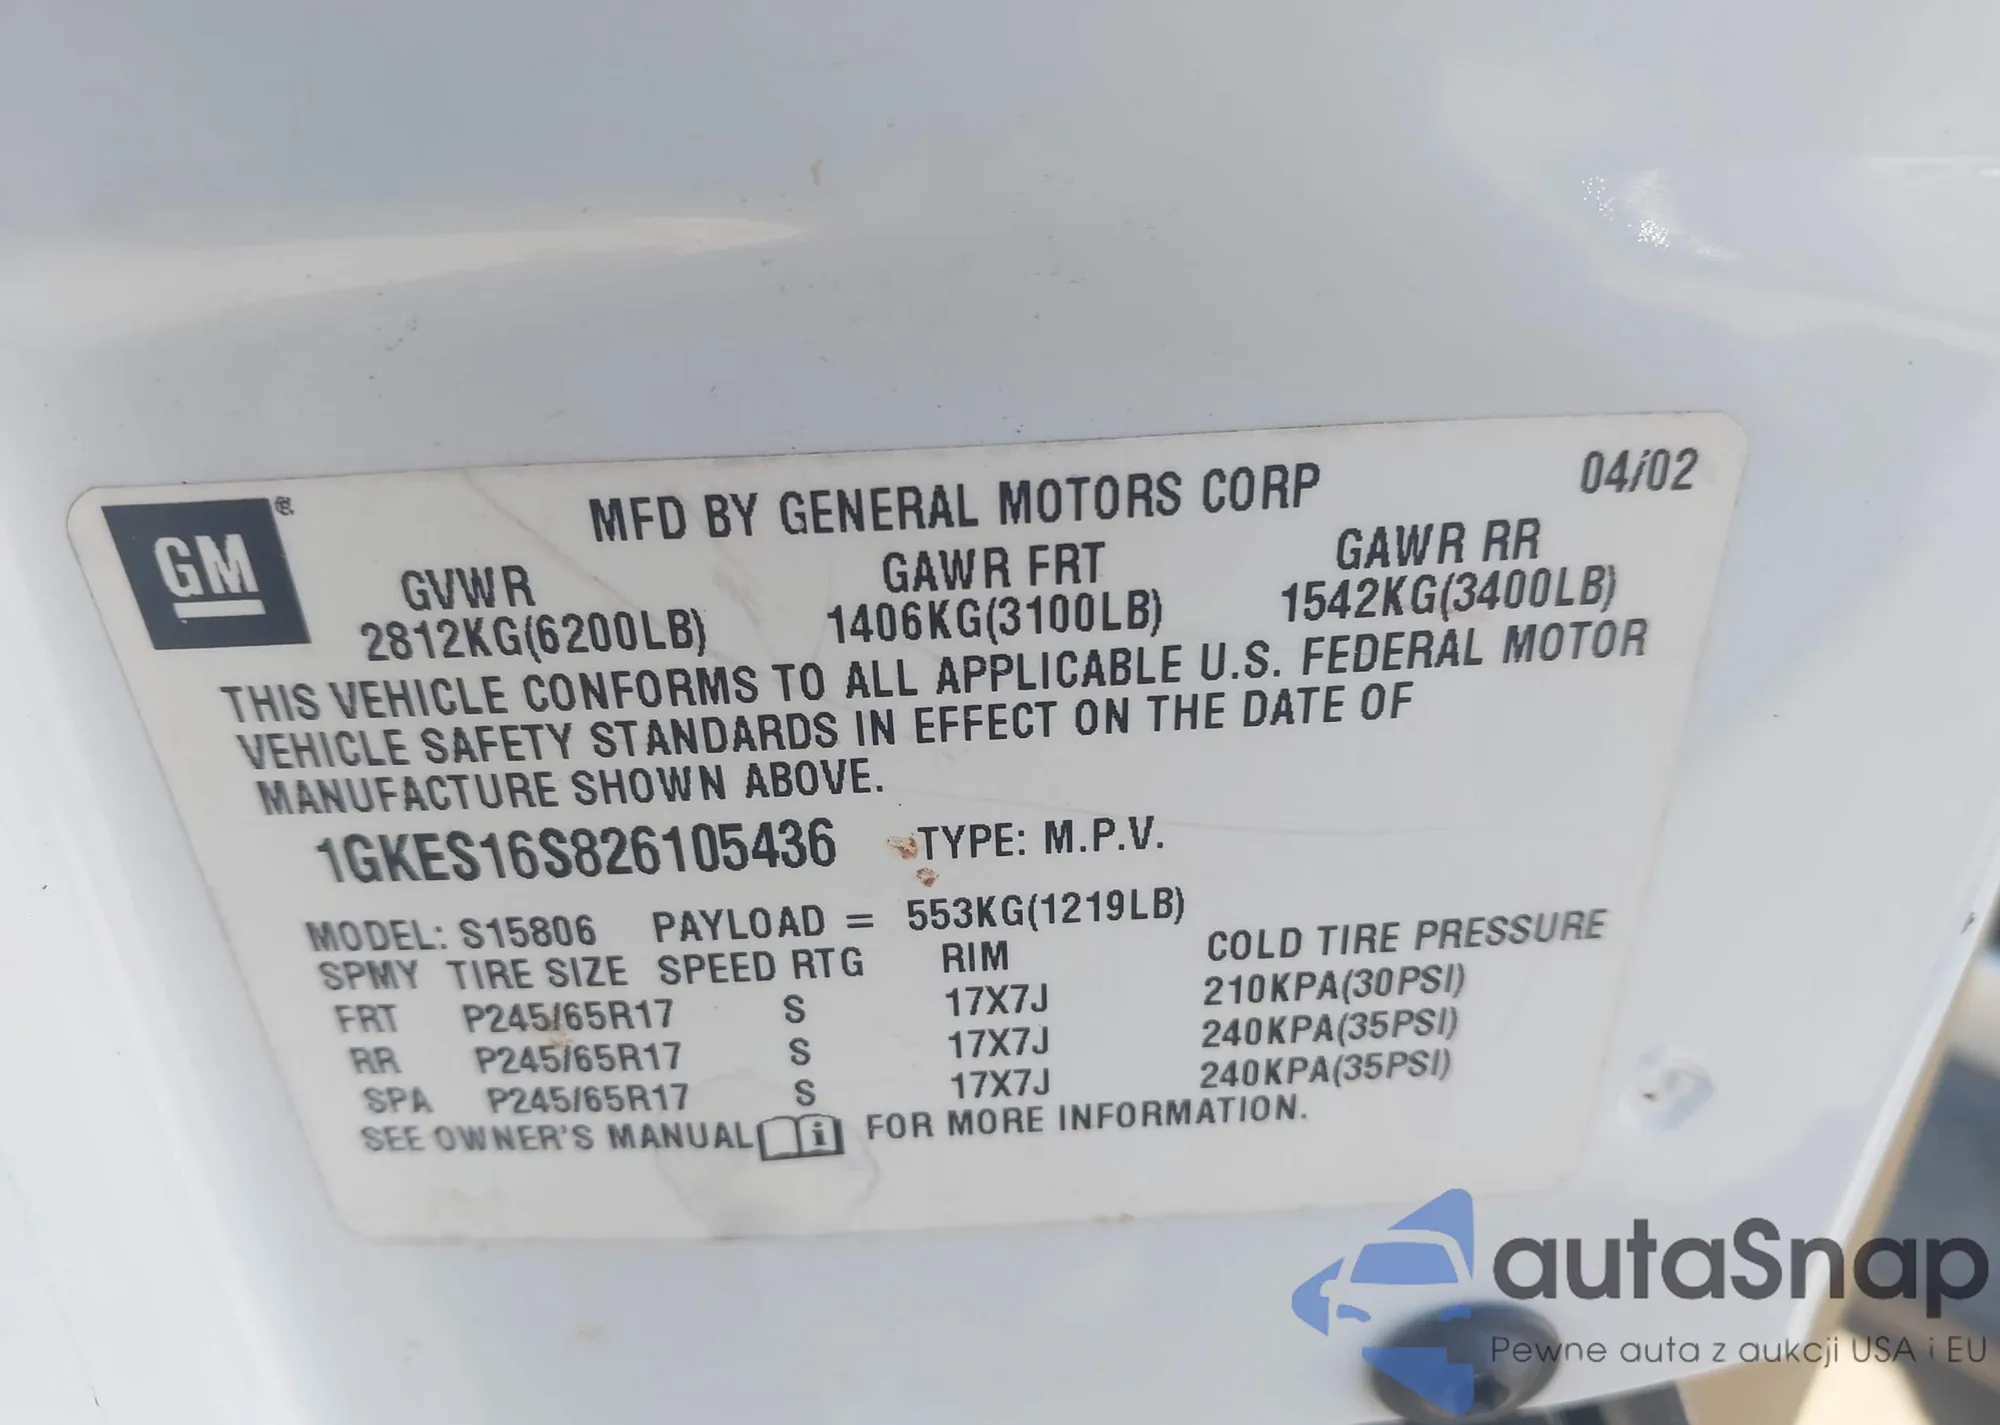 GM®
MFD BY GENERAL MOTORS CORP 04/02
GVWR GAWR FRT GAWR RR
2812KG(6200LB) 1406KG(3100LB) 1542KG(3400LB)
THIS VEHICLE CONFORMS TO ALL APPLICABLE U.S. FEDERAL MOTOR
VEHICLE SAFETY STANDARDS IN EFFECT ON THE DATE OF
MANUFACTURE SHOWN ABOVE.
1GKES16S826105436 TYPE: M.P.V.
MODEL: S15806 PAYLOAD = 553KG(1219LB)
SPMY TIRE SIZE SPEED RTG RIM COLD TIRE PRESSURE
FRT P245/65R17 S 17X7J 210KPA(30PSI)
RR P245/65R17 S 17X7J 240KPA(35PSI)
SPA P245/65R17 S 17X7J 240KPA(35PSI)
SEE OWNER'S MANUAL i FOR MORE INFORMATION.
autaSnap
Pewne auta z aukcji USA i EU